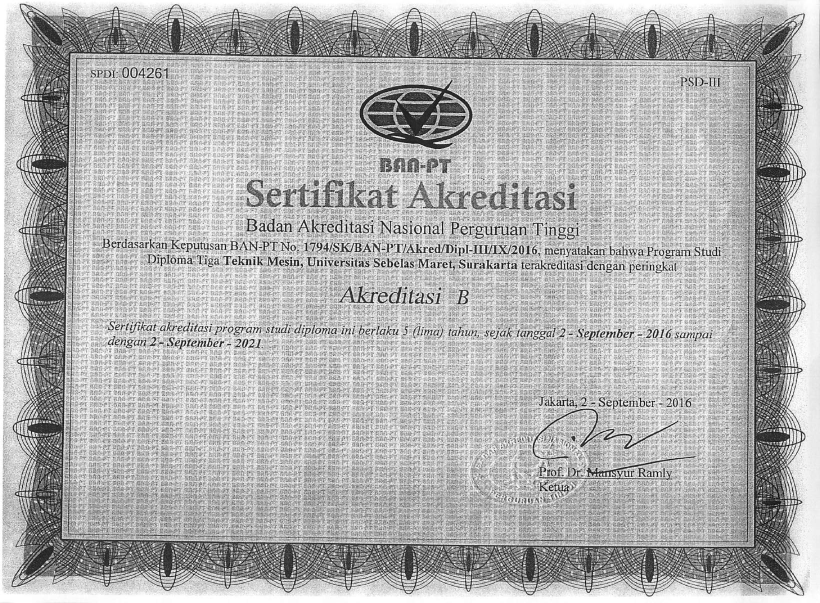 SPDI: 004261
PSD-III
BAN-PT
Sertifikat Akreditasi
Badan Akreditasi Nasional Perguruan Tinggi
Berdasarkan Keputusan BAN-PT No. 1794/SK/BAN-PT/Akred/Dipl-III/IX/2016, menyatakan bahwa Program Studi
Diploma Tiga Teknik Mesin, Universitas Sebelas Maret, Surakarta terakreditasi dengan peringkat
Akreditasi B
Sertifikat akreditasi program studi diploma ini berlaku 5 (lima) tahun, sejak tanggal 2 - September - 2016 sampai
dengan 2 - September - 2021
Jakarta, 2 - September - 2016
Prof. Dr. Mansyur Ramly
Ketua